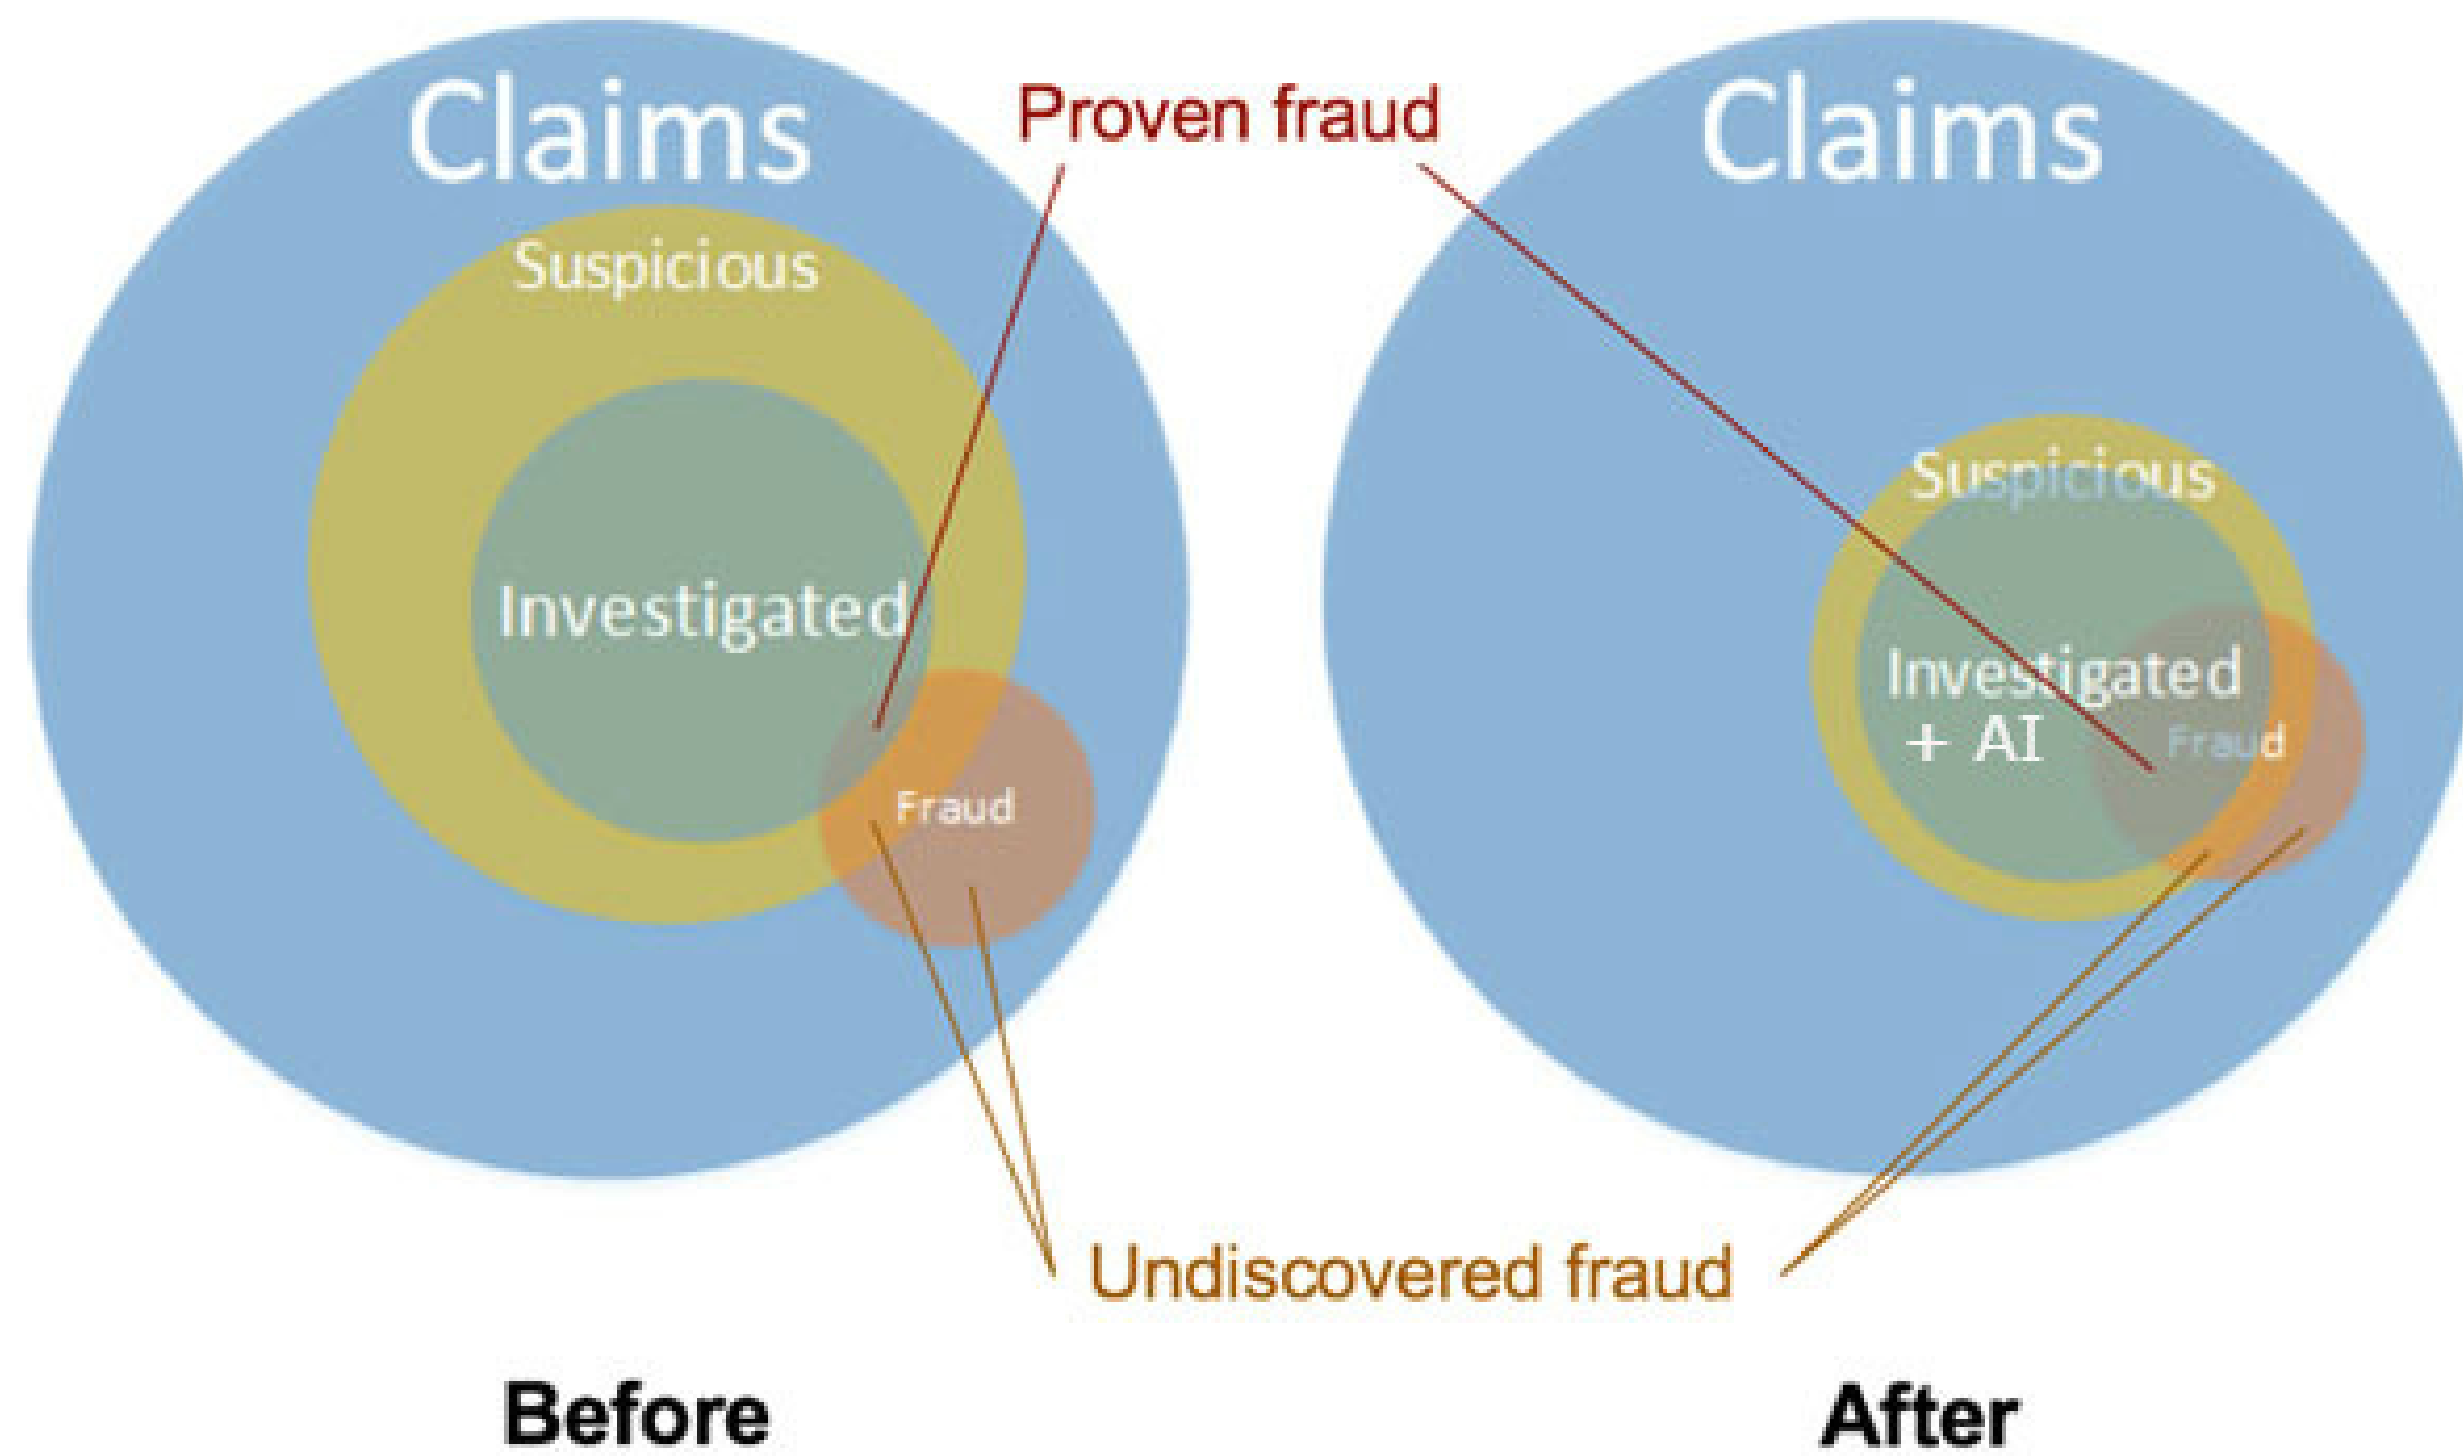 Claims
Suspicious
Investigated
Fraud
Proven fraud
Claims
Suspicious
Investigated
+ AI
Fraud
Undiscovered fraud
Before
After